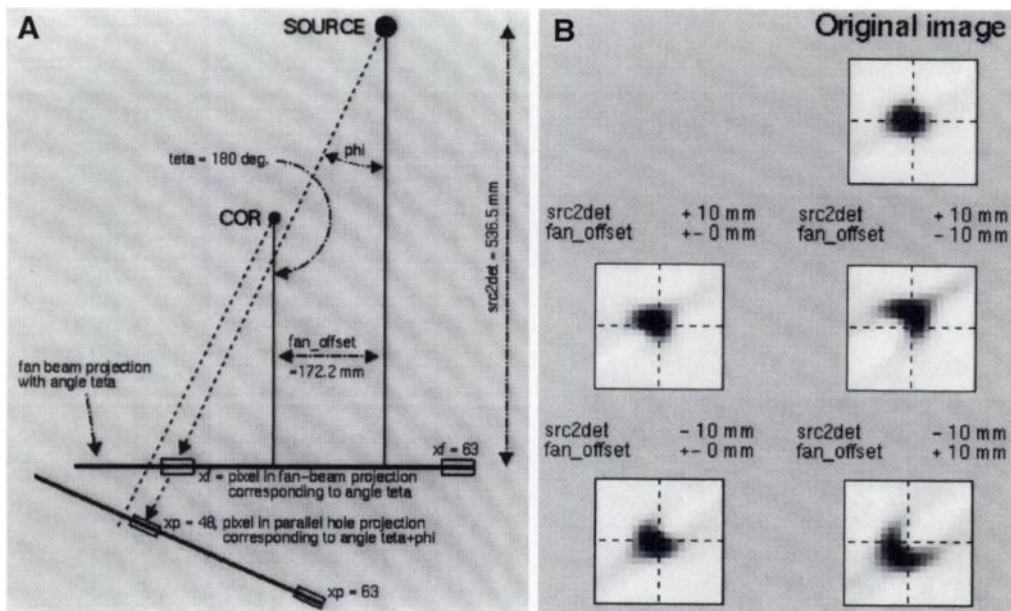 A
SOURCE
phi
teta = 180 deg.
COR
src2det = 536.5 mm
fan_offset
=172.2 mm
fan beam projection
with angle teta
xf = 63
xf = pixel in fan-beam projection
corresponding to angle teta
xp = 48, pixel in parallel hole projection
corresponding to angle teta+phi
xp = 63
B
Original image
src2det + 10 mm
fan_offset +- 0 mm
src2det + 10 mm
fan_offset - 10 mm
src2det - 10 mm
fan_offset +- 0 mm
src2det - 10 mm
fan_offset + 10 mm